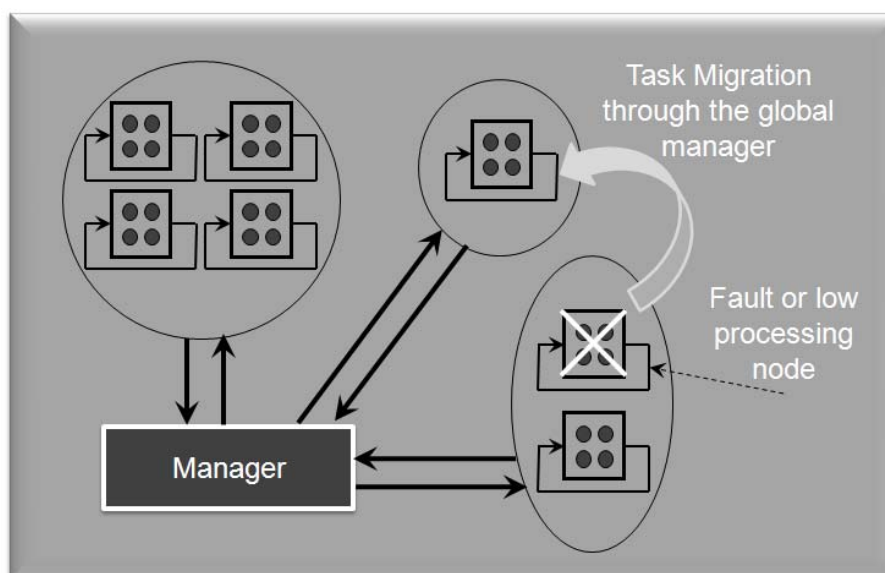 Task Migration
through the global
manager
Fault or low
processing
node
Manager